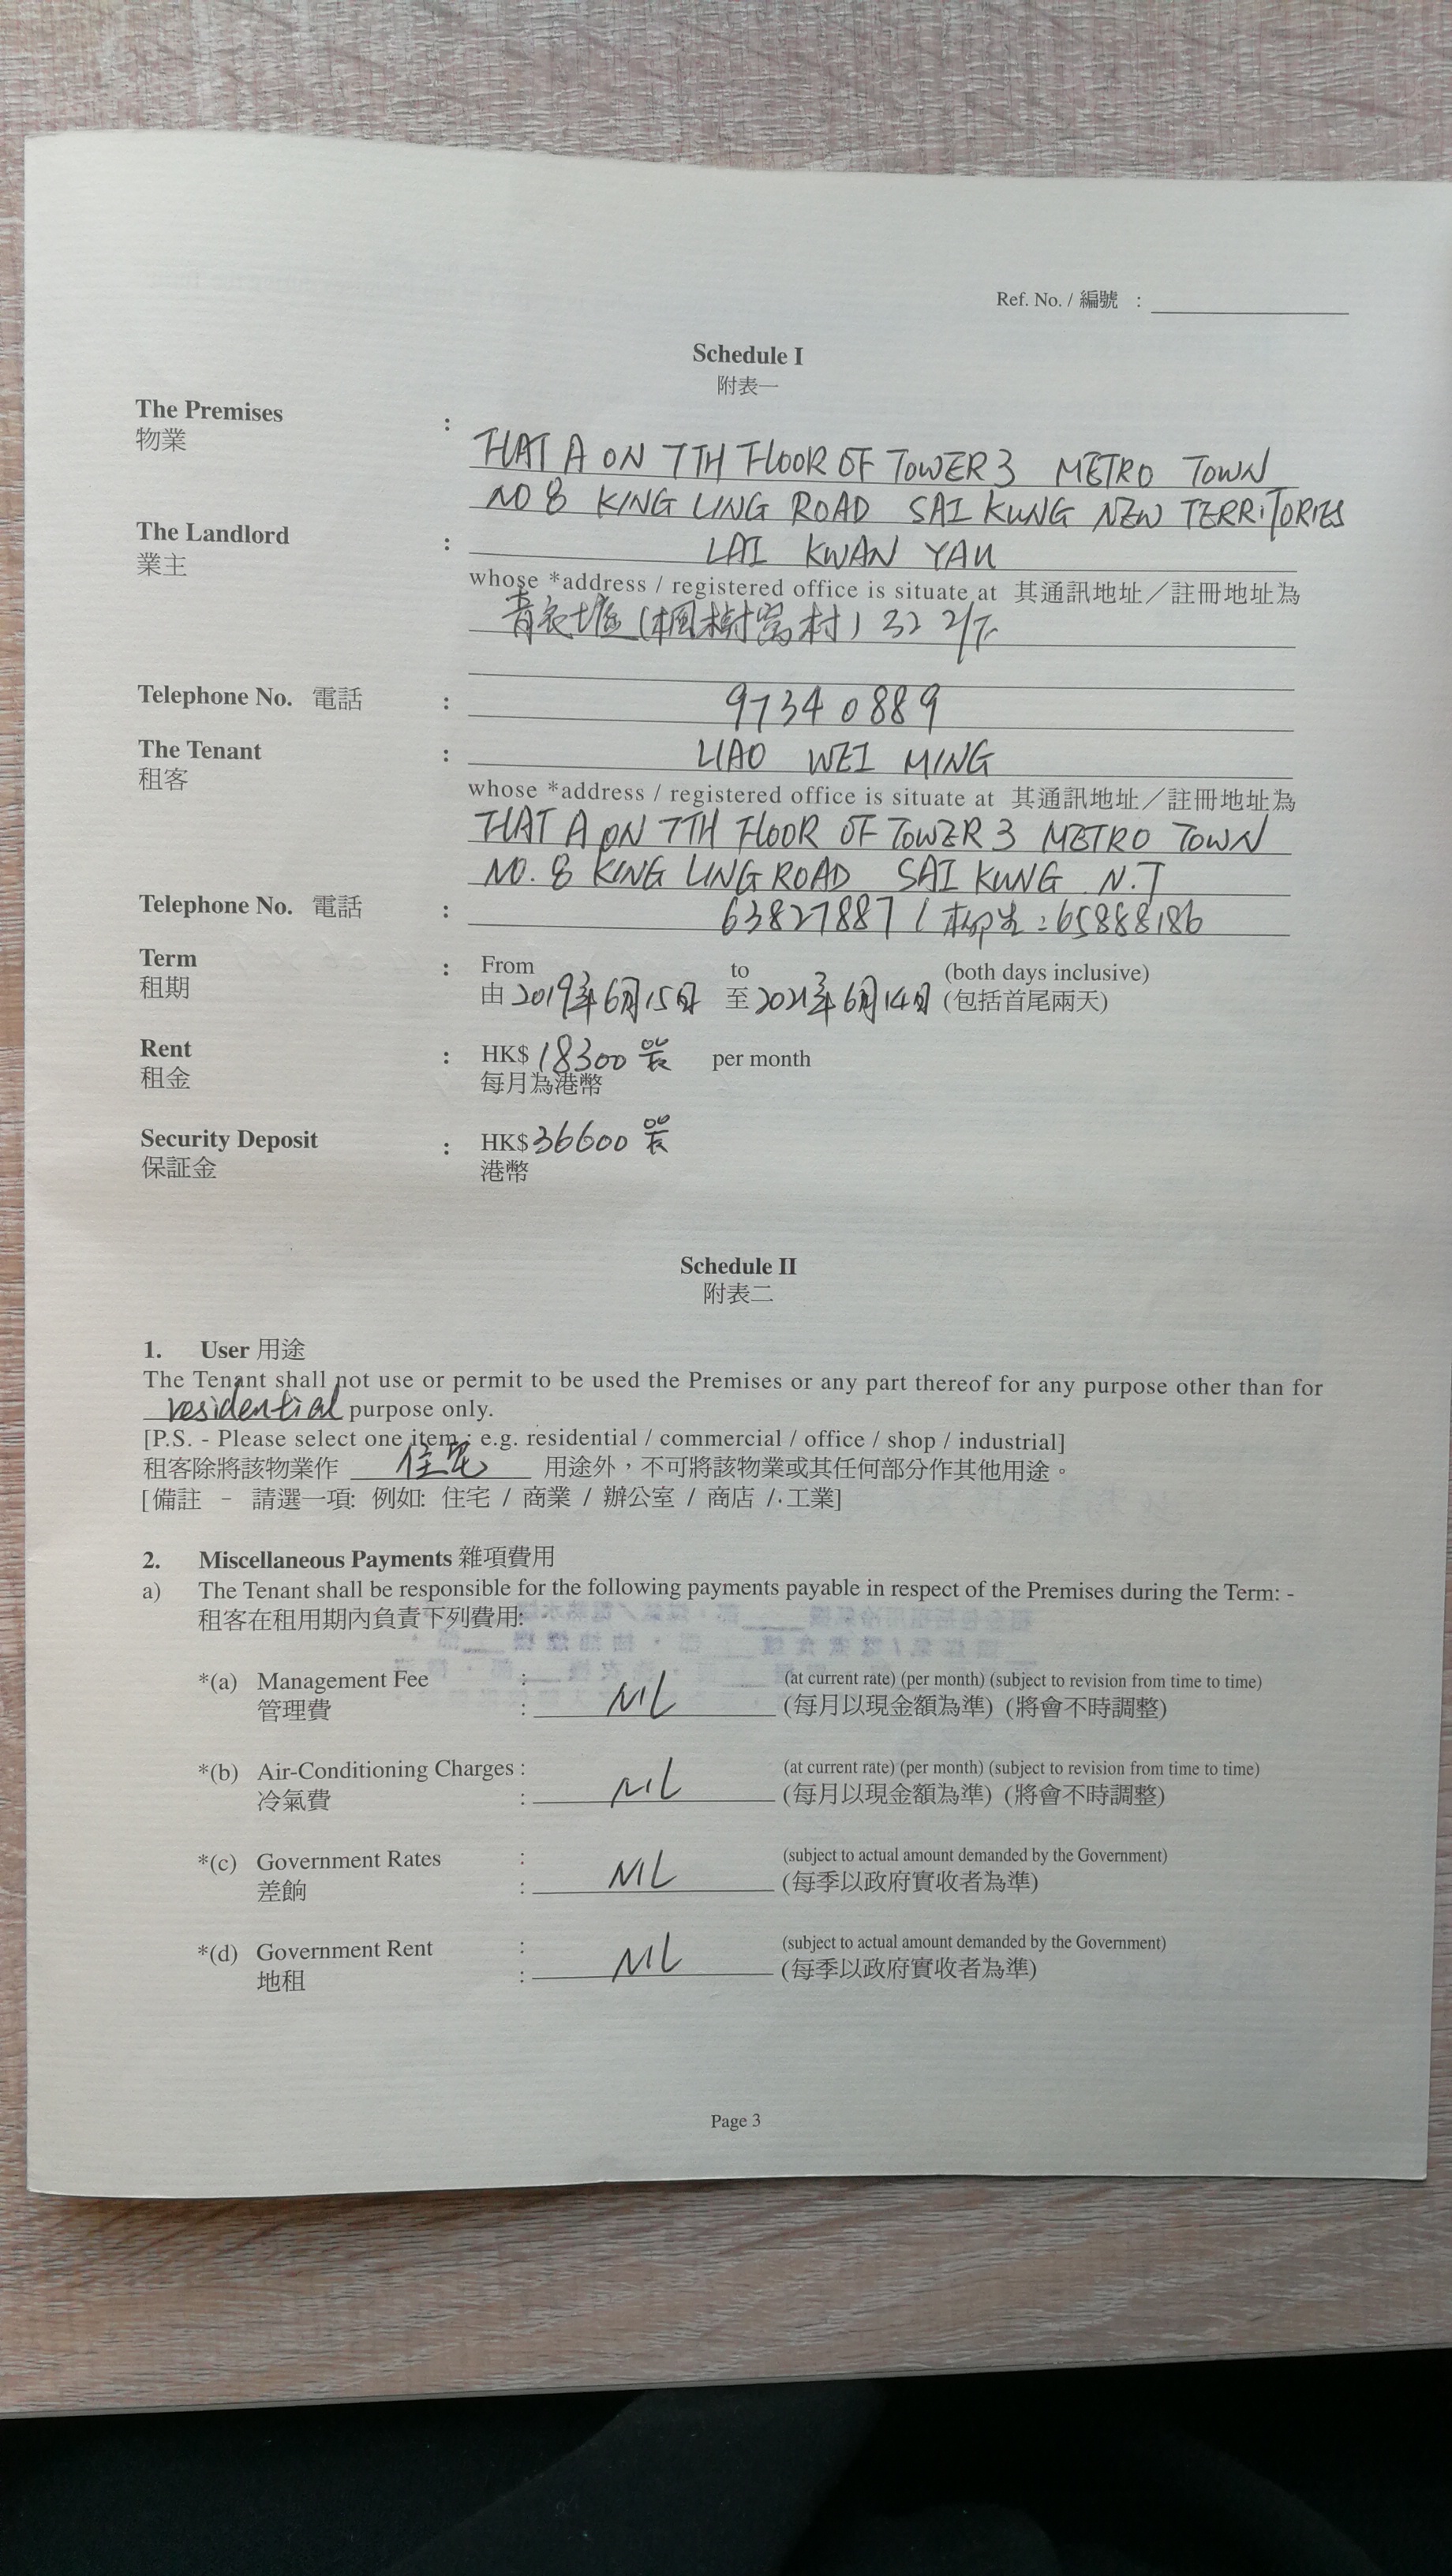 Ref. No. / 編號 :
Schedule I
附表一
The Premises :
物業
FLAT A ON 7TH FLOOR OF TOWER 3 METRO TOWN
NO 8 KING LING ROAD SAI KUNG NEW TERRITORIES
The Landlord : LAI KWAN YAU
業主
whose *address / registered office is situate at 其通訊地址／註冊地址為
青衣 (楓樹窩村) 32 2/F
Telephone No. 電話 : 97340889
The Tenant : LIAO WEI MING
租客
whose *address / registered office is situate at 其通訊地址／註冊地址為
FLAT A ON 7TH FLOOR OF TOWER 3 METRO TOWN
NO. 8 KING LING ROAD SAI KUNG N.T
Telephone No. 電話 : 63827887 / 柳生:65888186
Term : From to (both days inclusive)
租期 由 2019年6月15日 至 2021年6月14日 (包括首尾兩天)
Rent : HK$ 18300 per month
租金 每月為港幣
Security Deposit : HK$ 36600
保証金 港幣
Schedule II
附表二
1. User 用途
The Tenant shall not use or permit to be used the Premises or any part thereof for any purpose other than for
residential purpose only.
[P.S. - Please select one item : e.g. residential / commercial / office / shop / industrial]
租客除將該物業作 住宅 用途外，不可將該物業或其任何部分作其他用途。
[備註 – 請選一項: 例如: 住宅 / 商業 / 辦公室 / 商店 / 工業]
2. Miscellaneous Payments 雜項費用
a) The Tenant shall be responsible for the following payments payable in respect of the Premises during the Term: -
租客在租用期內負責下列費用:
*(a) Management Fee : (at current rate) (per month) (subject to revision from time to time)
管理費 : NIL (每月以現金額為準) (將會不時調整)
*(b) Air-Conditioning Charges : (at current rate) (per month) (subject to revision from time to time)
冷氣費 : NIL (每月以現金額為準) (將會不時調整)
*(c) Government Rates : (subject to actual amount demanded by the Government)
差餉 : NIL (每季以政府實收者為準)
*(d) Government Rent : (subject to actual amount demanded by the Government)
地租 : NIL (每季以政府實收者為準)
Page 3